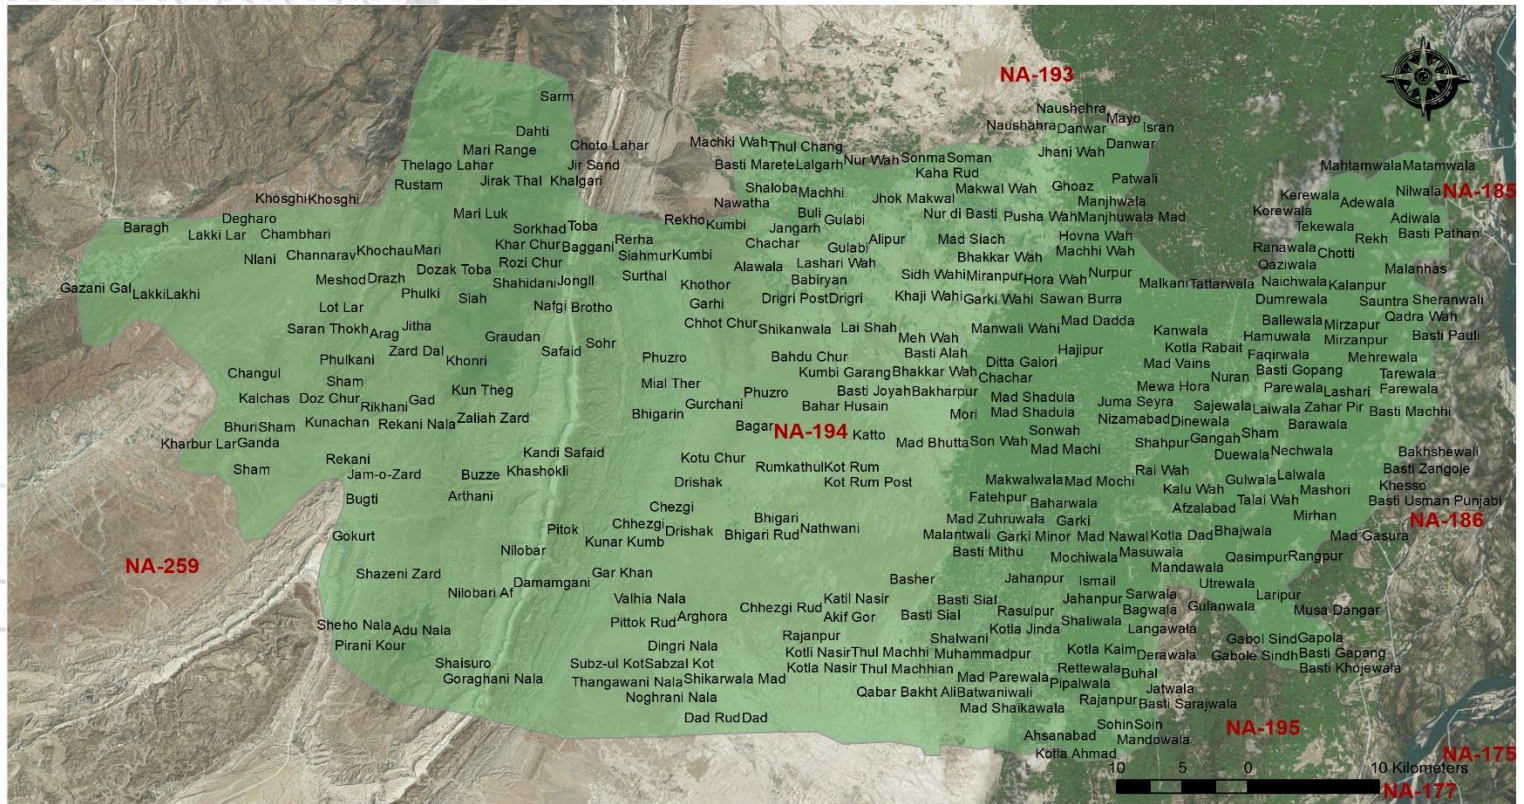 NA-193
Sarm
Naushehra
Mayo
Naushahra Danwar
Isran
Dahti
Mari Range
Choto Lahar
Machki Wah Thul Chang
Jhani Wah
Danwar
Thelago Lahar
Jir Sand
Basti Marete Lalgarh
Nur Wah
Sonma Soman
Kaha Rud
Mahtamwala Matamwala
Rustam
Jirak Thal
Khalgari
Shaloba
Machhi
Makwal Wah
Ghoaz
Patwali
Nilwala
NA-185
Khosghi Khosghi
Nawatha
Jhok Makwal
Manjhwala
Kerewala
Adewala
Baragh
Degharo
Mari Luk
Rekho
Kumbi
Buli
Gulabi
Nur di Basti
Pusha Wah Manjhuwala Mad
Korewala
Adiwala
Lakki Lar
Chambhari
Sorkhad
Toba
Jangarh
Tekewala
Basti Pathan
Nlani
Channarav
Khochau Mari
Khar Chur
Baggani
Rerha
Chachar
Gulabi
Alipur
Mad Siach
Hovna Wah
Rekh
Siahmur Kumbi
Machhi Wah
Ranawala
Chotti
Rozi Chur
Alawala
Lashari Wah
Bhakkar Wah
Qaziwala
Malanhas
Meshod
Drazh
Dozak Toba
Shahidani
Jongll
Surthal
Khothor
Babiryan
Sidh Wahi
Miranpur
Hora Wah
Nurpur
Malkani
Tattarwala
Naichwala
Kalanpur
Gazani Gal
Lakki Lakhi
Phulki
Siah
Nafgi
Brotho
Garhi
Drigri Post Drigri
Khaji Wahi
Garki Wahi
Sawan Burra
Dumrewala
Sauntra
Sheranwali
Lot Lar
Qadra Wah
Saran Thokh
Arag
Jitha
Graudan
Chhot Chur
Shikanwala
Lai Shah
Meh Wah
Manwali Wahi
Mad Dadda
Kanwala
Ballewala
Mirzapur
Basti Pauli
Sohr
Hamuwala
Mirzanpur
Phulkani
Zard Dal
Khonri
Safaid
Phuzro
Bahdu Chur
Basti Alah
Ditta Galori
Hajipur
Kotla Rabait
Faqirwala
Mehrewala
Changul
Sham
Kumbi Garang
Bhakkar Wah
Mad Vains
Basti Gopang
Tarewala
Kalchas
Doz Chur
Kun Theg
Mial Ther
Phuzro
Basti Joyah
Bakharpur
Chachar
Mewa Hora
Nuran
Parewala
Lashari
Farewala
Rikhani
Gad
Gurchani
Bahar Husain
Mad Shadula
Juma Seyra
Sajewala
Laiwala
Zahar Pir
Basti Machhi
Bhuri
Sham
Kunachan
Rekani Nala
Zaliah Zard
Bhigarin
Bagar
NA-194
Katto
Mori
Mad Shadula
Nizamabad
Dinewala
Barawala
Kharbur Lar
Ganda
Mad Bhutta
Son Wah
Sonwah
Shahpur
Gangah
Sham
Rekani
Kandi Safaid
Mad Machi
Duewala
Nechwala
Bakhshewali
Sham
Jam-o-Zard
Buzze
Khashokli
Kotu Chur
Rumkathul
Kot Rum
Rai Wah
Basti Zangoje
Bugti
Arthani
Drishak
Kot Rum Post
Makwalwala
Mad Mochi
Kalu Wah
Gulwala
Lalwala
Khesso
Chezgi
Fatehpur
Baharwala
Afzalabad
Talai Wah
Mashori
Basti Usman Punjabi
Gokurt
Pitok
Chhezgi
Drishak
Bhigari
Nathwani
Mad Zuhruwala
Garki
Mirhan
NA-186
Kunar Kumb
Bhigari Rud
Malantwali
Garki Minor
Mad Nawal
Kotla Dad
Bhajwala
Mad Gasura
NA-259
Nilobar
Basti Mithu
Mochiwala
Masuwala
Qasimpur
Rangpur
Shazeni Zard
Gar Khan
Mandawala
Nilobari Af
Damamgani
Basher
Jahanpur
Ismail
Utrewala
Valhia Nala
Chhezgi Rud
Katil Nasir
Basti Sial
Jahanpur
Sarwala
Laripur
Sheho Nala
Adu Nala
Pittok Rud
Arghora
Akif Gor
Basti Sial
Rasulpur
Shaliwala
Bagwala
Gulanwala
Musa Dangar
Pirani Kour
Rajanpur
Shalwani
Kotla Jinda
Langawala
Dingri Nala
Kotli Nasir
Thul Machhi
Muhammadpur
Kotla Kaim
Derawala
Gabol Sind
Gapola
Shaisuro
Subz-ul Kot
Sabzal Kot
Kotla Nasir
Thul Machhian
Rettewala
Buhal
Gabole Sindh
Basti Gapang
Goraghani Nala
Thangawani Nala
Shikarwala Mad
Mad Parewala
Pipalwala
Basti Khojewala
Noghrani Nala
Qabar Bakht Ali
Batwaniwali
Jatwala
Dad Rud
Dad
Mad Shaikawala
Rajanpur
Basti Sarajwala
Sohin
Soin
NA-195
Ahsanabad
Mandowala
Kotla Ahmad
NA-175
10 5 0 10 Kilometers
NA-177